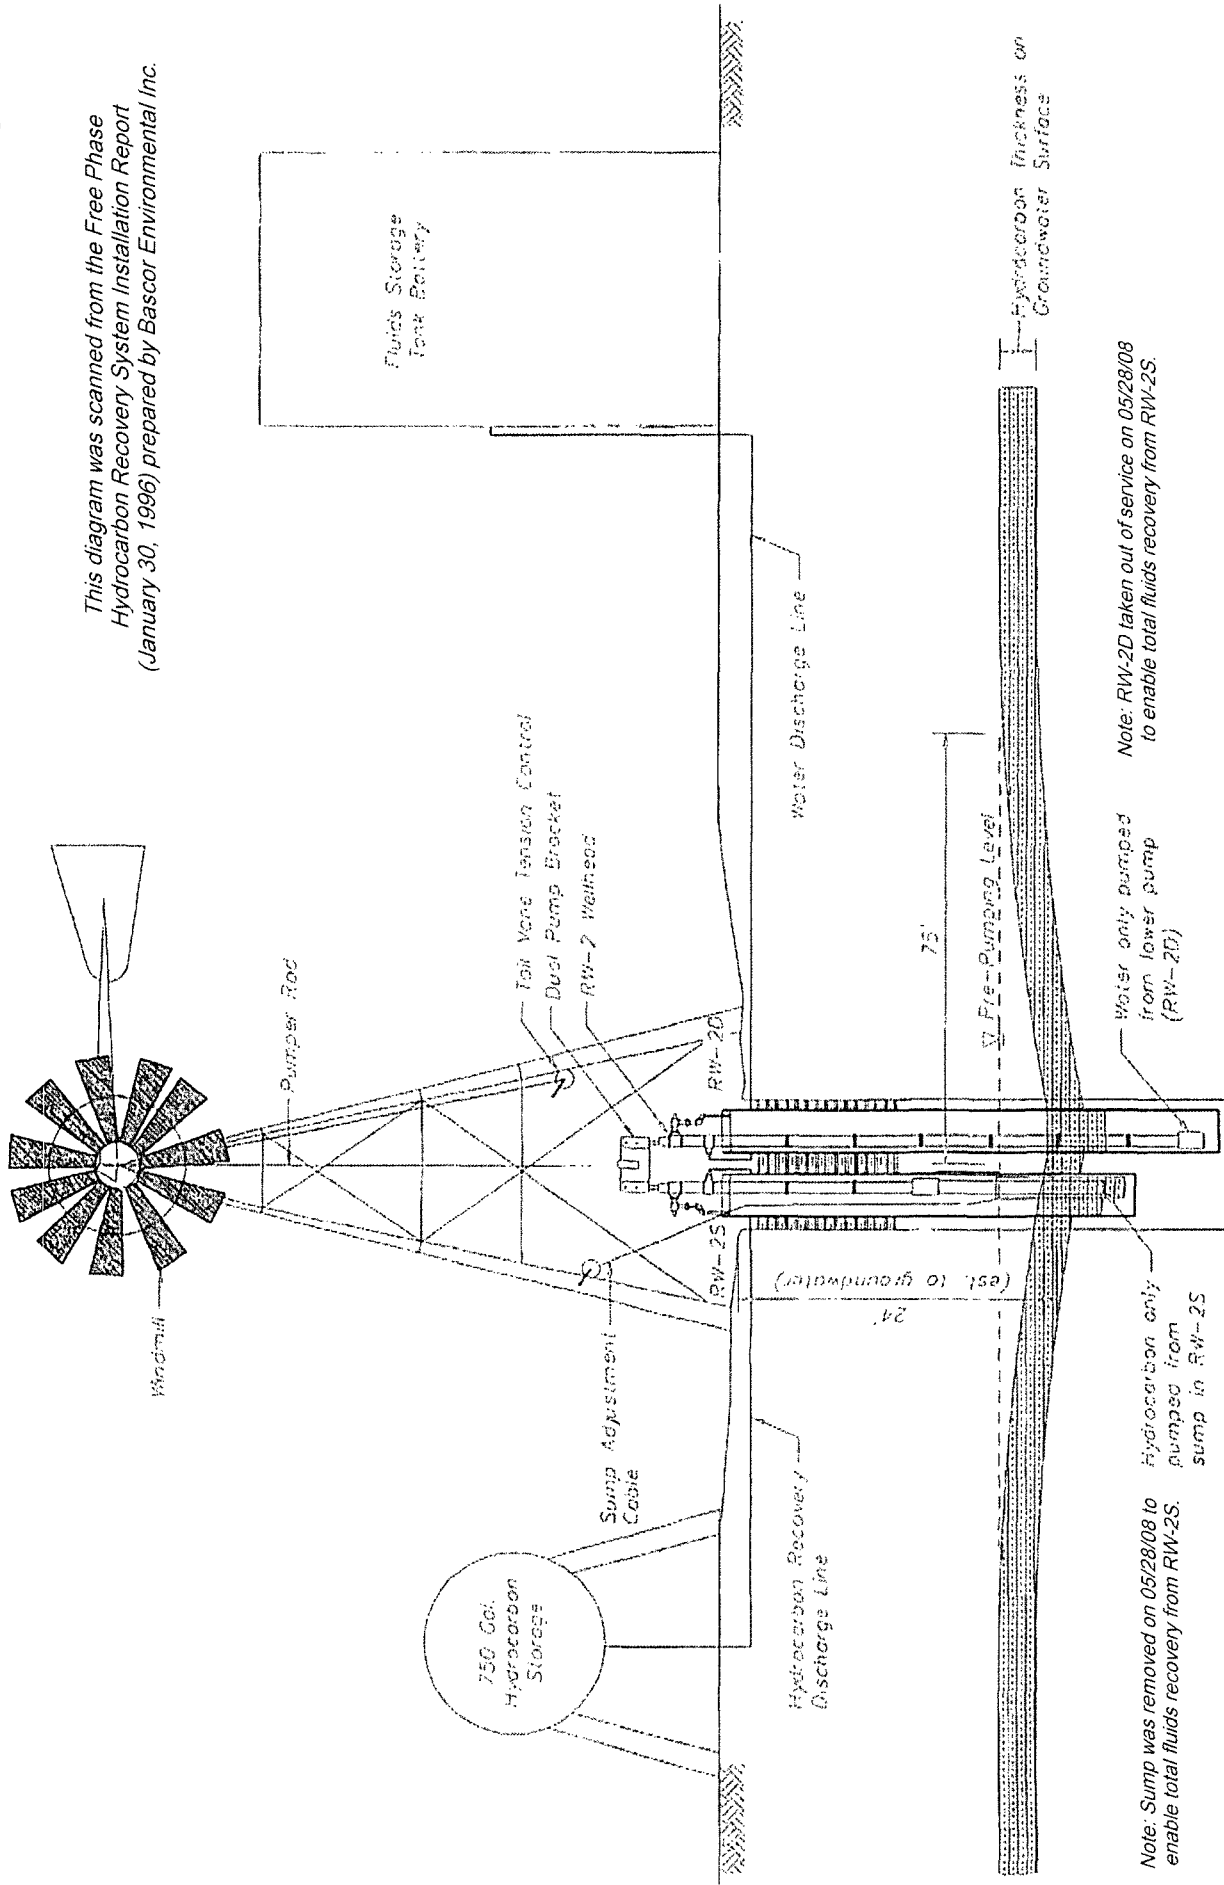 This diagram was scanned from the Free Phase
Hydrocarbon Recovery System Installation Report
(January 30, 1996) prepared by Bascor Environmental Inc.
Windmill
Pumper Rod
Tail Vane Tension Control
Dual Pump Bracket
RW-2 Wellhead
Fluids Storage
Tank Battery
750 Gal.
Hydrocarbon
Storage
Sump Adjustment
Cable
RW-2S
RW-2D
Hydrocarbon Recovery
Discharge Line
24'
(est. to groundwater)
Water Discharge Line
75'
Pre-Pumping Level
Hydrocarbon Thickness on
Groundwater Surface
Note: Sump was removed on 05/28/08 to
enable total fluids recovery from RW-2S.
Hydrocarbon only
pumped from
sump in RW-2S
Water only pumped
from lower pump
(RW-2D)
Note: RW-2D taken out of service on 05/28/08
to enable total fluids recovery from RW-2S.